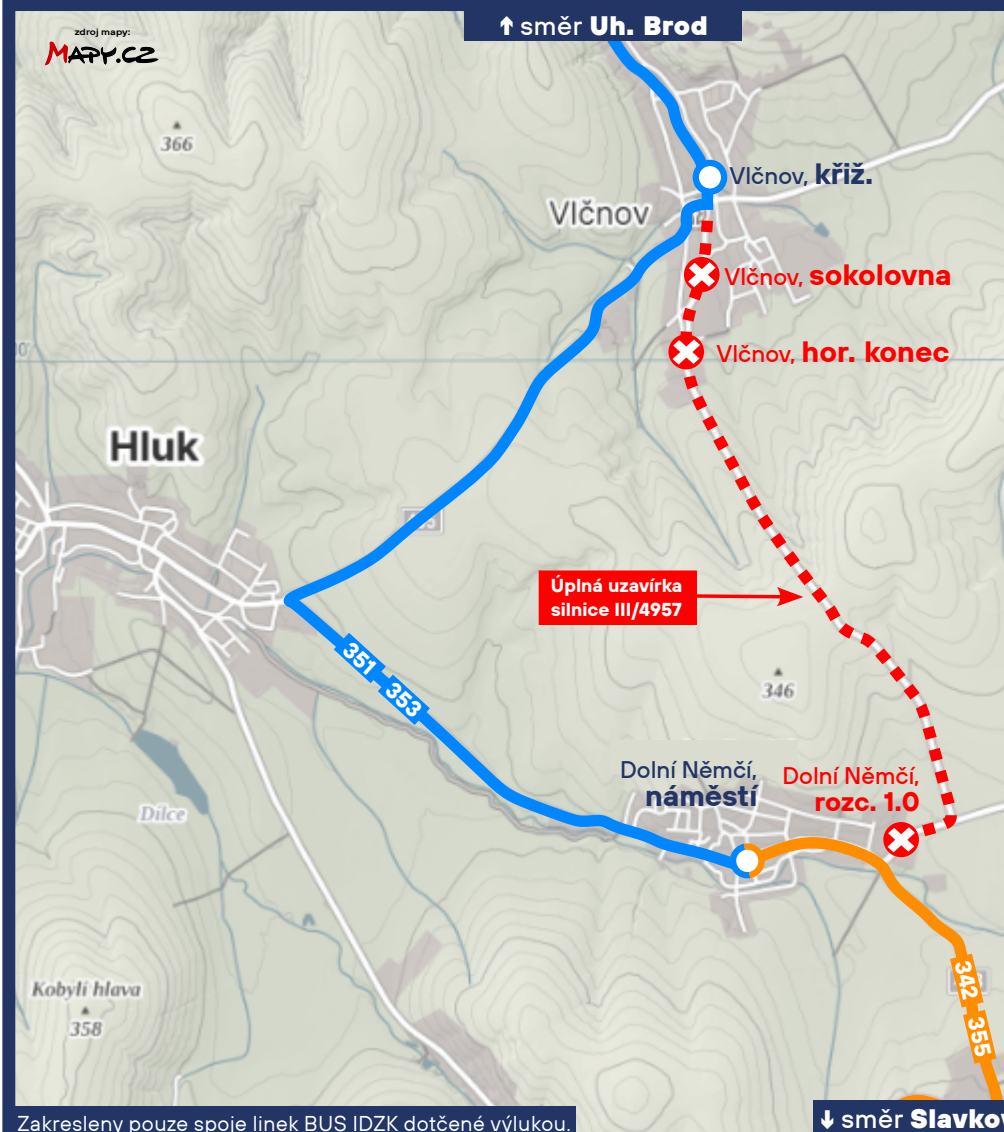 ↑ směr Uh. Brod
zdroj mapy:
MAPY.CZ
366
Vlčnov, křiž.
Vlčnov
Vlčnov, sokolovna
Vlčnov, hor. konec
Hluk
Úplná uzavírka
silnice III/4957
351
353
346
Dolní Němčí,
náměstí
Dolní Němčí,
rozc. 1.0
Dílce
Kobylí hlava
358
342
355
Zakresleny pouze spoje linek BUS IDZK dotčené výlukou.
↓ směr Slavkov